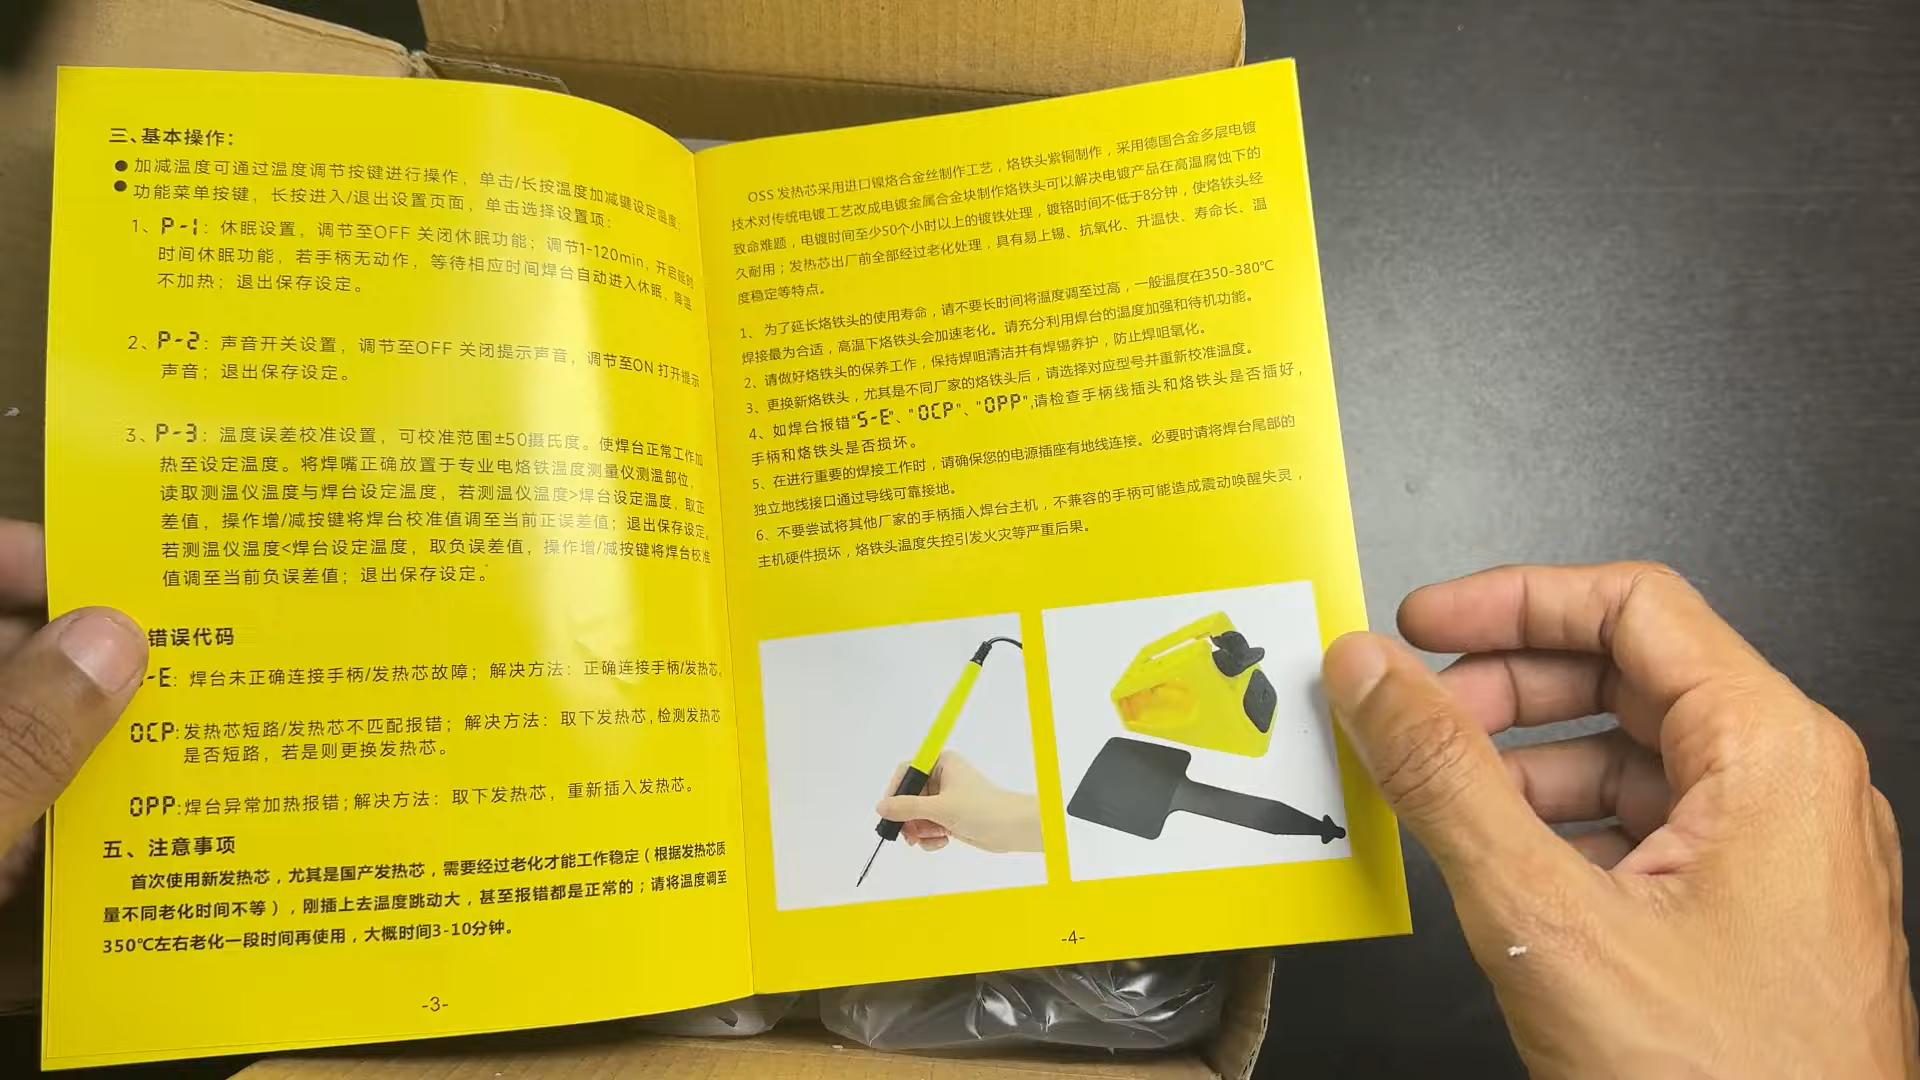 三、基本操作：
● 加减温度可通过温度调节按键进行操作，单击/长按温度加减键设定温度；
● 功能菜单按键，长按进入/退出设置页面，单击选择设置项：
1、P-1：休眠设置，调节至OFF 关闭休眠功能；调节1-120min，开启延时
时间休眠功能，若手柄无动作，等待相应时间焊台自动进入休眠、降温
不加热；退出保存设定。
2、P-2：声音开关设置，调节至OFF 关闭提示声音，调节至ON 打开提示
声音；退出保存设定。
3、P-3：温度误差校准设置，可校准范围±50摄氏度。使焊台正常工作加
热至设定温度。将焊嘴正确放置于专业电烙铁温度测量仪测温部位，
读取测温仪温度与焊台设定温度，若测温仪温度>焊台设定温度，取正
差值，操作增/减按键将焊台校准值调至当前正误差值；退出保存设定。
若测温仪温度<焊台设定温度，取负误差值，操作增/减按键将焊台校准
值调至当前负误差值；退出保存设定。
错误代码
-E：焊台未正确连接手柄/发热芯故障；解决方法：正确连接手柄/发热芯。
OCP:发热芯短路/发热芯不匹配报错；解决方法：取下发热芯,检测发热芯
是否短路，若是则更换发热芯。
OPP:焊台异常加热报错;解决方法：取下发热芯，重新插入发热芯。
五、注意事项
首次使用新发热芯，尤其是国产发热芯，需要经过老化才能工作稳定（根据发热芯质
量不同老化时间不等），刚插上去温度跳动大，甚至报错都是正常的；请将温度调至
350℃左右老化一段时间再使用，大概时间3-10分钟。
-3-
OSS 发热芯采用进口镍烙合金丝制作工艺，烙铁头紫铜制作，采用德国合金多层电镀
技术对传统电镀工艺改成电镀金属合金块制作烙铁头可以解决电镀产品在高温腐蚀下的
致命难题，电镀时间至少50个小时以上的镀铁处理，镀铬时间不低于8分钟，使烙铁头经
久耐用；发热芯出厂前全部经过老化处理，具有易上锡、抗氧化、升温快、寿命长、温
度稳定等特点。
1、为了延长烙铁头的使用寿命，请不要长时间将温度调至过高，一般温度在350-380℃
焊接最为合适，高温下烙铁头会加速老化。请充分利用焊台的温度加强和待机功能。
2、请做好烙铁头的保养工作，保持焊咀清洁并有焊锡养护，防止焊咀氧化。
3、更换新烙铁头，尤其是不同厂家的烙铁头后，请选择对应型号并重新校准温度。
4、如焊台报错"S-E"、"OCP"、"OPP",请检查手柄线插头和烙铁头是否插好，
手柄和烙铁头是否损坏。
5、在进行重要的焊接工作时，请确保您的电源插座有地线连接。必要时请将焊台尾部的
独立地线接口通过导线可靠接地。
6、不要尝试将其他厂家的手柄插入焊台主机，不兼容的手柄可能造成震动唤醒失灵，
主机硬件损坏，烙铁头温度失控引发火灾等严重后果。
-4-